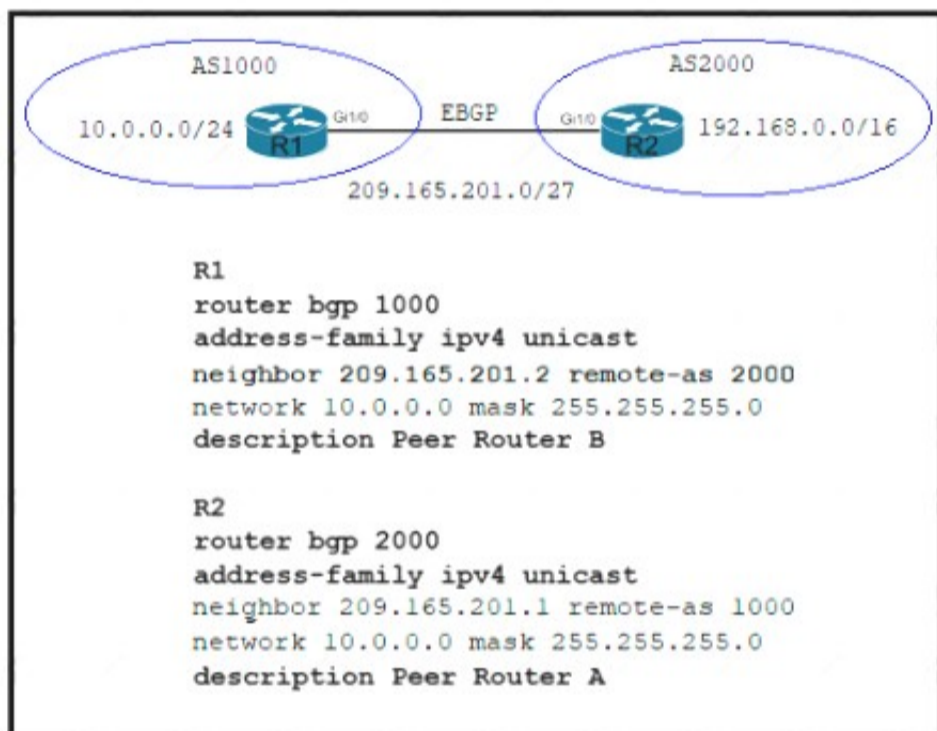 AS1000
AS2000
10.0.0.0/24
R1
Gi1/0
EBGP
Gi1/0
R2
192.168.0.0/16
209.165.201.0/27
R1
router bgp 1000
address-family ipv4 unicast
neighbor 209.165.201.2 remote-as 2000
network 10.0.0.0 mask 255.255.255.0
description Peer Router B
R2
router bgp 2000
address-family ipv4 unicast
neighbor 209.165.201.1 remote-as 1000
network 10.0.0.0 mask 255.255.255.0
description Peer Router A